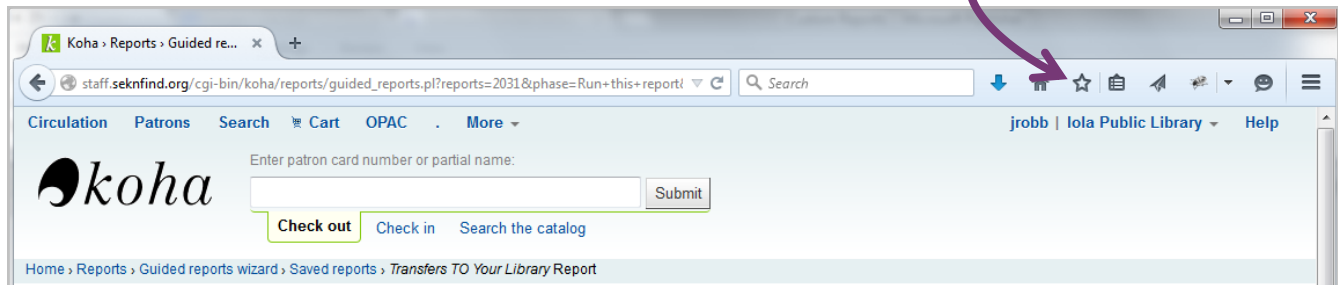 Koha › Reports › Guided re... × +
staff.seknfind.org/cgi-bin/koha/reports/guided_reports.pl?reports=2031&phase=Run+this+report& Search
Circulation Patrons Search Cart OPAC . More
jrobb | Iola Public Library Help
Enter patron card number or partial name:
koha
Submit
Check out Check in Search the catalog
Home › Reports › Guided reports wizard › Saved reports › Transfers TO Your Library Report